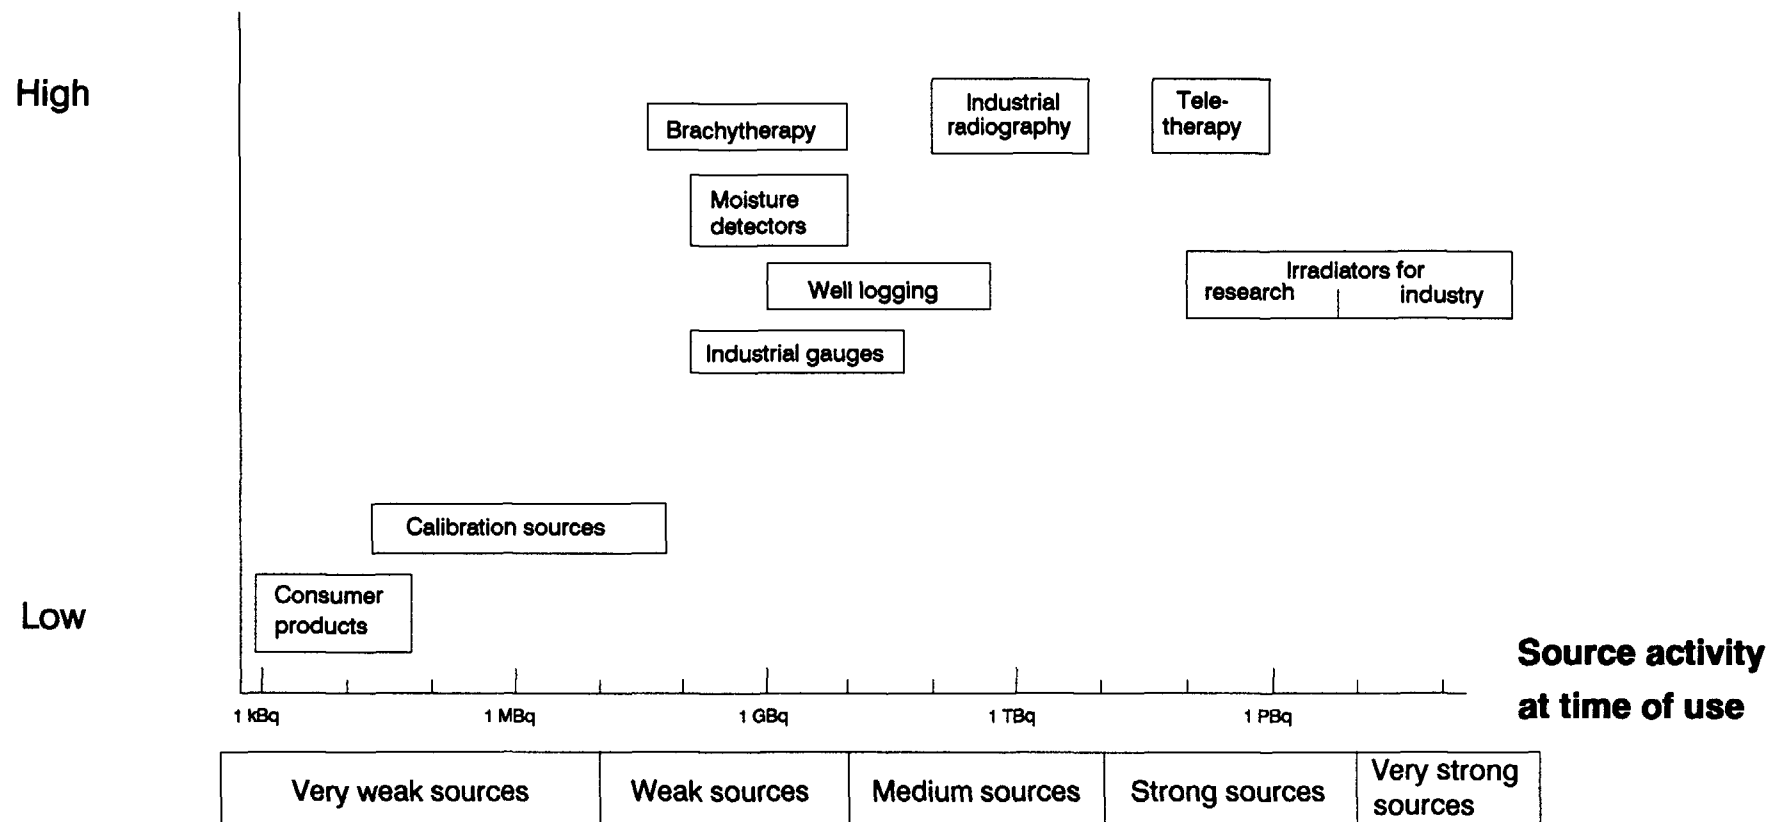 High
Brachytherapy
Industrial
radiography
Tele-
therapy
Moisture
detectors
Well logging
Irradiators for
research
industry
Industrial gauges
Calibration sources
Consumer
products
Low
Source activity
at time of use
1 kBq
1 MBq
1 GBq
1 TBq
1 PBq
Very weak sources
Weak sources
Medium sources
Strong sources
Very strong
sources